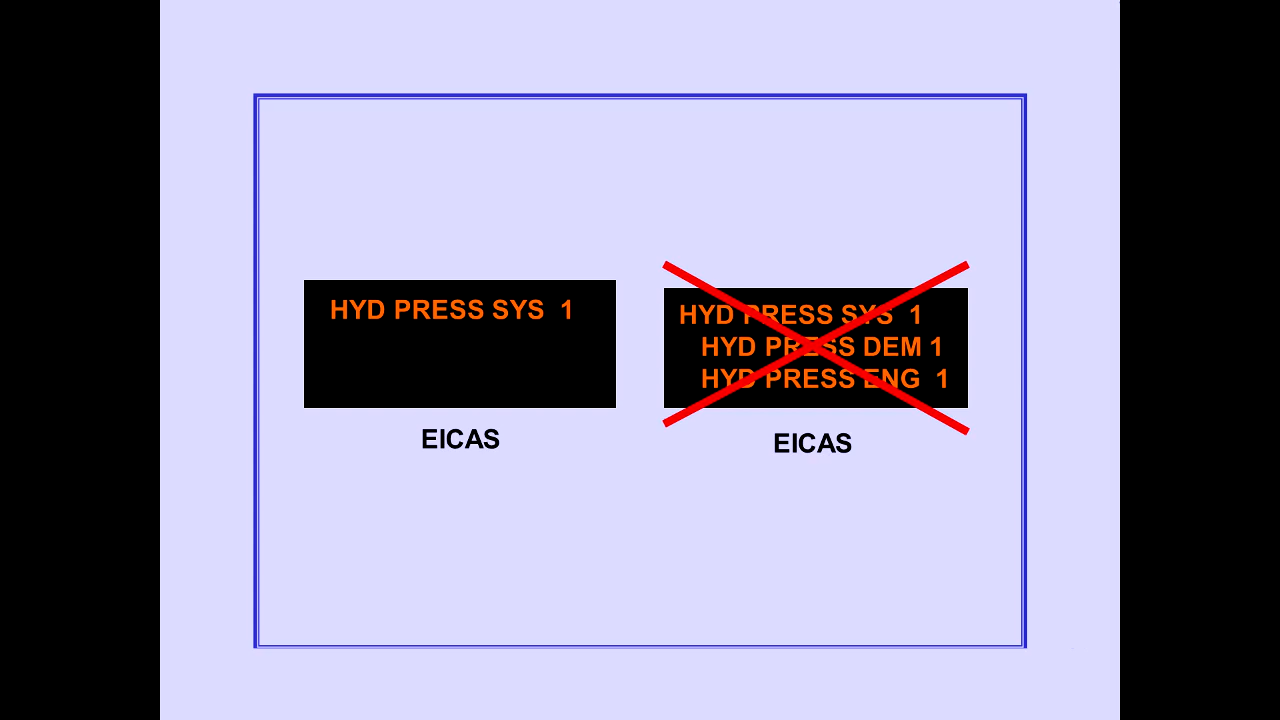 HYD PRESS SYS 1
EICAS
HYD PRESS SYS 1
HYD PRESS DEM 1
HYD PRESS ENG 1
EICAS